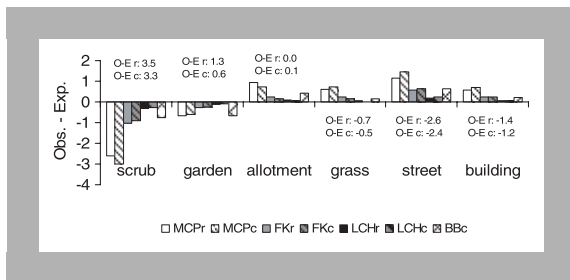 Obs. - Exp.
2
1
0
-1
-2
-3
-4
O-E r: 3.5
O-E c: 3.3
O-E r: 1.3
O-E c: 0.6
O-E r: 0.0
O-E c: 0.1
O-E r: -0.7
O-E c: -0.5
O-E r: -2.6
O-E c: -2.4
O-E r: -1.4
O-E c: -1.2
scrub garden allotment grass street building
MCPr MCPc FKr FKc LCHr LCHc BBc